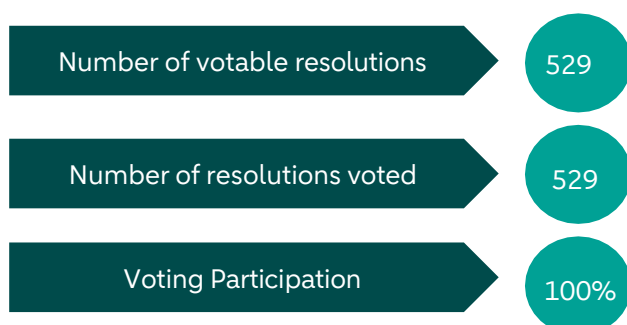 Number of votable resolutions 529
Number of resolutions voted 529
Voting Participation 100%